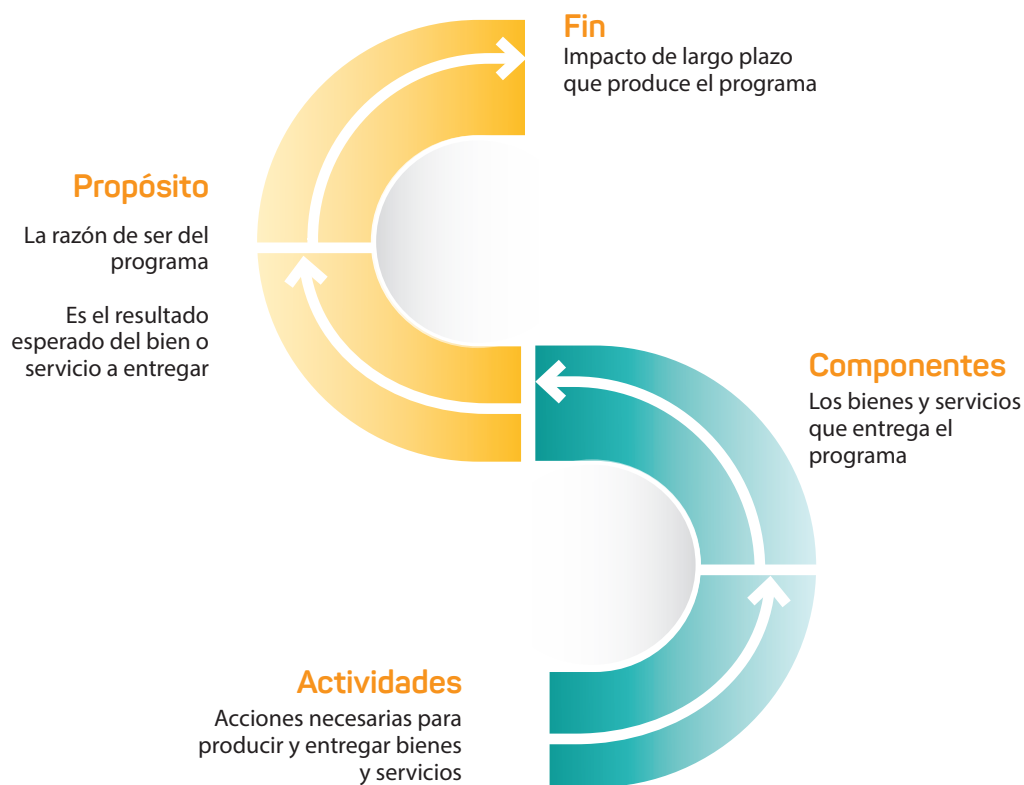 Fin
Impacto de largo plazo
que produce el programa
Propósito
La razón de ser del
programa
Es el resultado
esperado del bien o
servicio a entregar
Componentes
Los bienes y servicios
que entrega el
programa
Actividades
Acciones necesarias para
producir y entregar bienes
y servicios